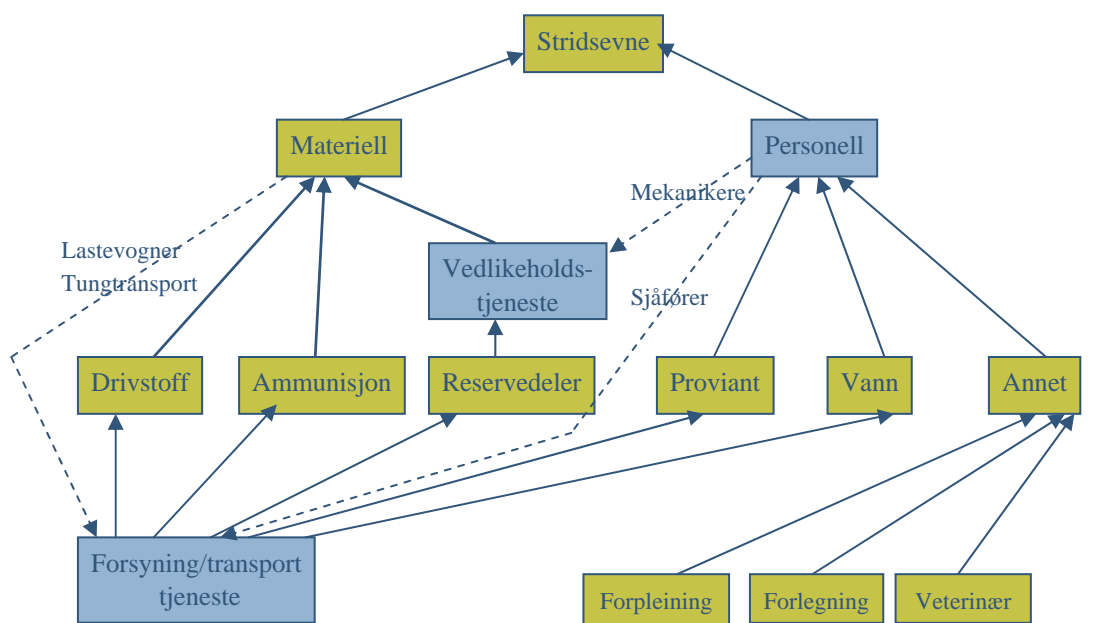 Stridsevne
Materiell
Personell
Mekanikere
Lastevogner
Tungtransport
Vedlikeholds-
tjeneste
Sjåfører
Drivstoff
Ammunisjon
Reservedeler
Proviant
Vann
Annet
Forsyning/transport
tjeneste
Forpleining
Forlegning
Veterinær